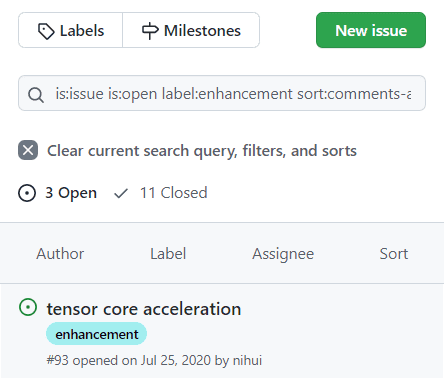 Labels Milestones New issue
is:issue is:open label:enhancement sort:comments-a
Clear current search query, filters, and sorts
3 Open 11 Closed
Author Label Assignee Sort
tensor core acceleration
enhancement
#93 opened on Jul 25, 2020 by nihui